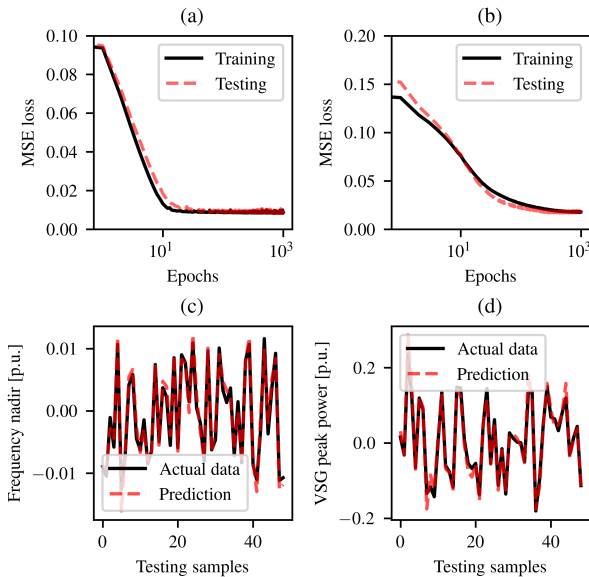 (a)
MSE loss
0.10
0.08
0.06
0.04
0.02
0.00
Training
Testing
10¹
10³
Epochs
(b)
MSE loss
0.20
0.15
0.10
0.05
0.00
Training
Testing
10¹
10³
Epochs
(c)
Frequency nadir [p.u.]
0.01
0.00
−0.01
Actual data
Prediction
0
20
40
Testing samples
(d)
VSG peak power [p.u.]
0.2
0.0
−0.2
Actual data
Prediction
0
20
40
Testing samples